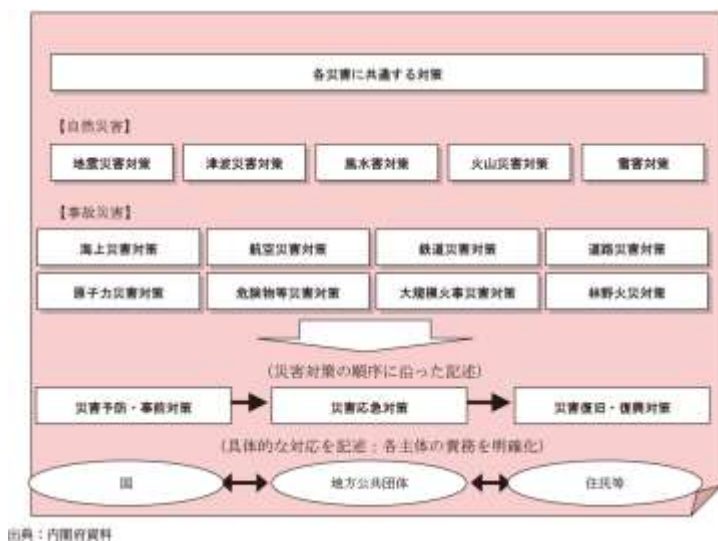 各災害に共通する対策
【自然災害】
地震災害対策 津波災害対策 風水害対策 火山災害対策 雪害対策
【事故災害】
海上災害対策 航空災害対策 鉄道災害対策 道路災害対策
原子力災害対策 危険物等災害対策 大規模火事災害対策 林野火災対策
(災害対策の順序に沿った記述)
災害予防・事前対策 災害応急対策 災害復旧・復興対策
(具体的な対応を記述：各主体の責務を明確化)
国 地方公共団体 住民等
出典：内閣府資料